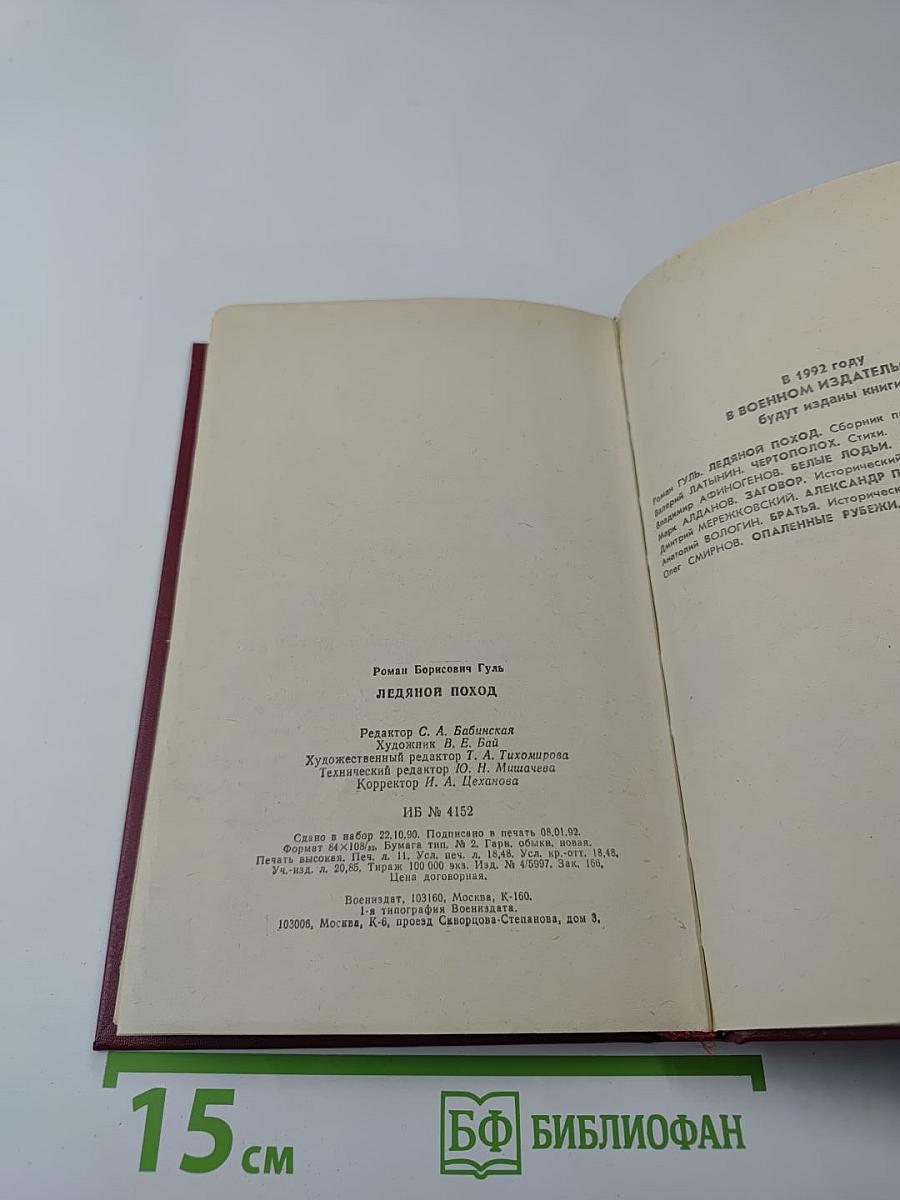 Роман Борисович Гуль
ЛЕДЯНОЙ ПОХОД
Редактор С. А. Бабинская
Художник В. Е. Бай
Художественный редактор Т. А. Тихомирова
Технический редактор Ю. Н. Мишачева
Корректор И. А. Цеханова
ИБ № 4152
Сдано в набор 22.10.90. Подписано в печать 08.01.92.
Формат 84×108/32. Бумага тип. № 2. Гарн. обыкн. новая.
Печать высокая. Печ. л. 11. Усл. печ. л. 18,48. Усл. кр.-отт. 18,48.
Уч.-изд. л. 20,85. Тираж 100 000 экз. Изд. № 4/5997. Зак. 166.
Цена договорная.
Воениздат, 103160, Москва, К-160.
1-я типография Воениздата.
103006, Москва, К-6, проезд Скворцова-Степанова, дом 3.
В 1992 году
В ВОЕННОМ ИЗДАТЕЛЬ
будут изданы книги
Роман ГУЛЬ. ЛЕДЯНОЙ ПОХОД. Сборник
Валерий ЛАТЫНИН. ЧЕРТОПОЛОХ. Стихи.
Владимир АФИНОГЕНОВ. БЕЛЫЕ ЛОДЬИ.
Марк АЛДАНОВ. ЗАГОВОР. Исторический
Дмитрий МЕРЕЖКОВСКИЙ. АЛЕКСАНДР П
Анатолий ВОЛОГИН. БРАТЬЯ. Историчес
Олег СМИРНОВ. ОПАЛЕННЫЕ РУБЕЖИ.
15 см
БФ БИБЛИОФАН